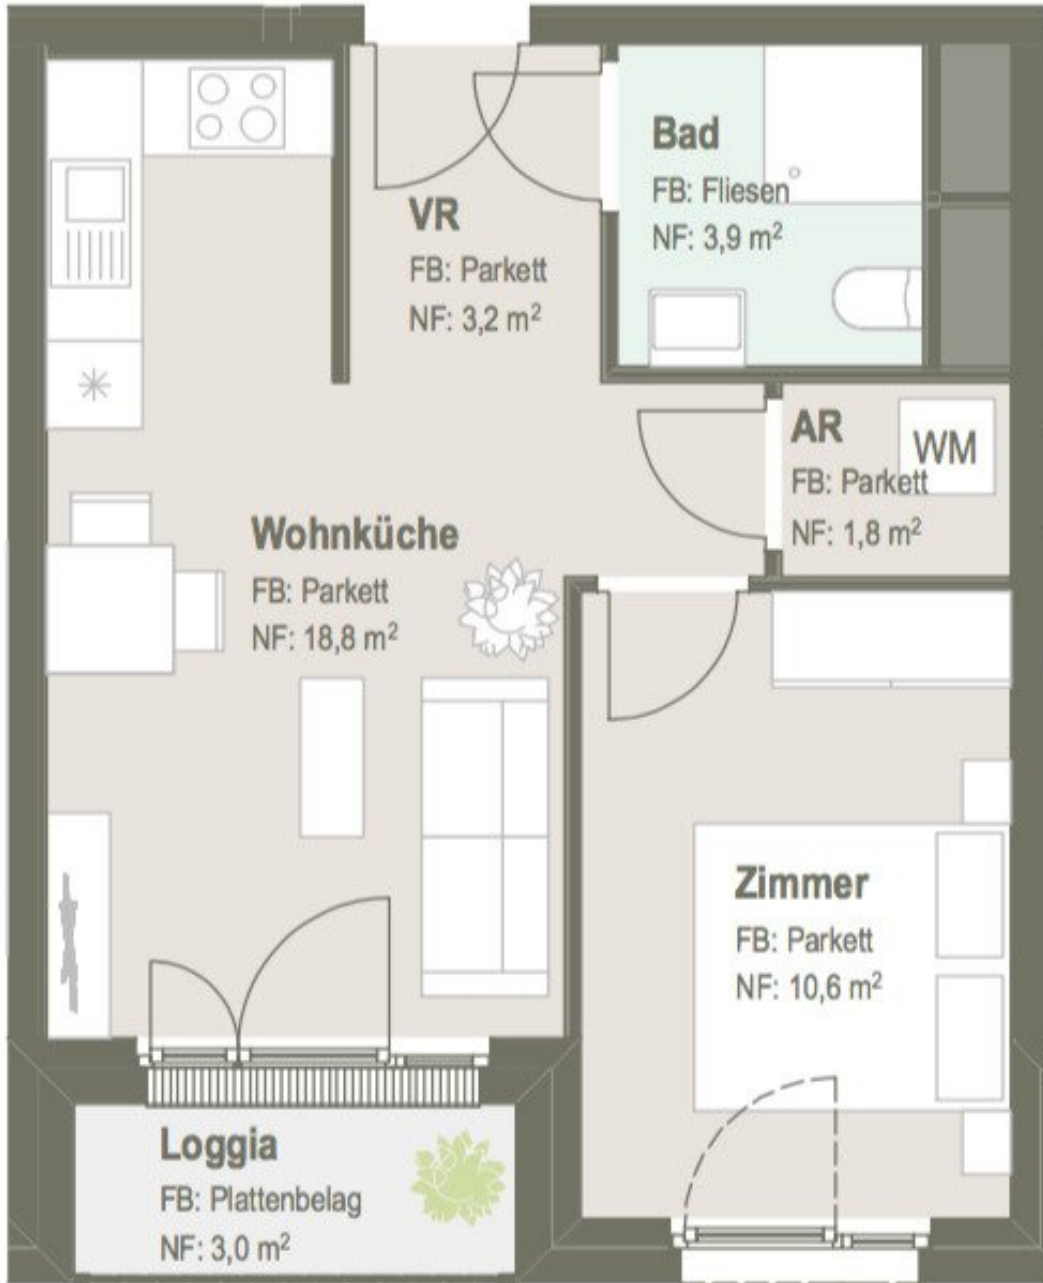 Bad
FB: Fliesen
NF: 3,9 m²
VR
FB: Parkett
NF: 3,2 m²
AR
FB: Parkett
NF: 1,8 m²
WM
Wohnküche
FB: Parkett
NF: 18,8 m²
Zimmer
FB: Parkett
NF: 10,6 m²
Loggia
FB: Plattenbelag
NF: 3,0 m²